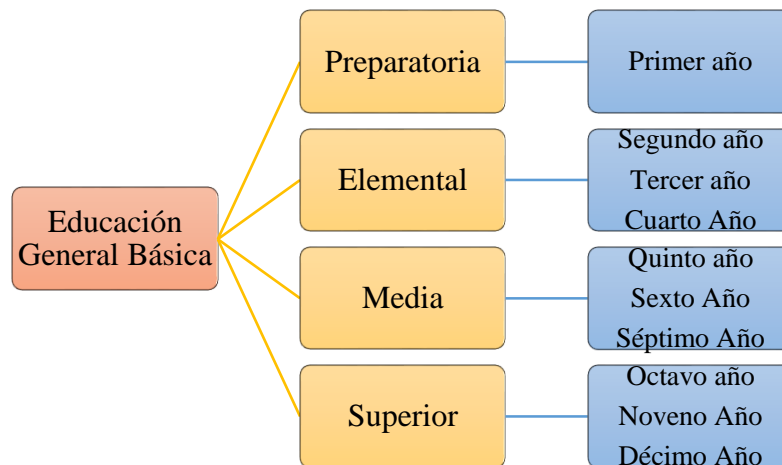 Educación
General Básica
Preparatoria
Primer año
Elemental
Segundo año
Tercer año
Cuarto Año
Media
Quinto año
Sexto Año
Séptimo Año
Superior
Octavo año
Noveno Año
Décimo Año